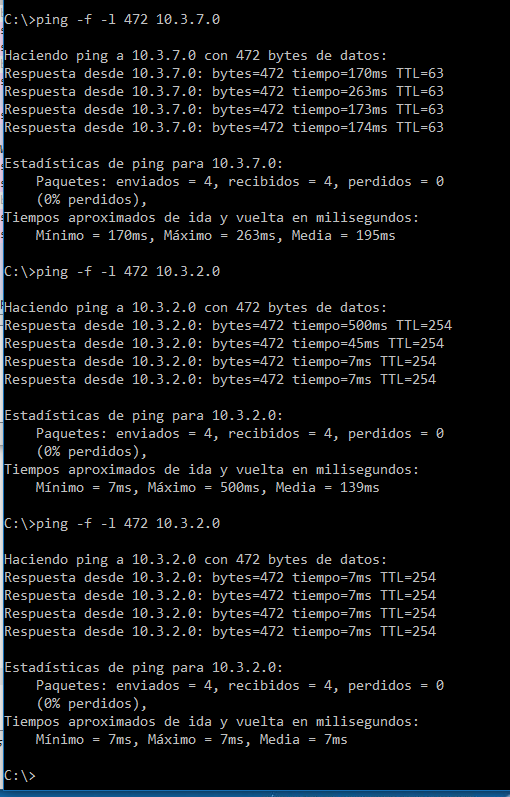 C:\>ping -f -l 472 10.3.7.0
Haciendo ping a 10.3.7.0 con 472 bytes de datos:
Respuesta desde 10.3.7.0: bytes=472 tiempo=170ms TTL=63
Respuesta desde 10.3.7.0: bytes=472 tiempo=263ms TTL=63
Respuesta desde 10.3.7.0: bytes=472 tiempo=173ms TTL=63
Respuesta desde 10.3.7.0: bytes=472 tiempo=174ms TTL=63
Estadísticas de ping para 10.3.7.0:
Paquetes: enviados = 4, recibidos = 4, perdidos = 0
(0% perdidos),
Tiempos aproximados de ida y vuelta en milisegundos:
Mínimo = 170ms, Máximo = 263ms, Media = 195ms
C:\>ping -f -l 472 10.3.2.0
Haciendo ping a 10.3.2.0 con 472 bytes de datos:
Respuesta desde 10.3.2.0: bytes=472 tiempo=500ms TTL=254
Respuesta desde 10.3.2.0: bytes=472 tiempo=45ms TTL=254
Respuesta desde 10.3.2.0: bytes=472 tiempo=7ms TTL=254
Respuesta desde 10.3.2.0: bytes=472 tiempo=7ms TTL=254
Estadísticas de ping para 10.3.2.0:
Paquetes: enviados = 4, recibidos = 4, perdidos = 0
(0% perdidos),
Tiempos aproximados de ida y vuelta en milisegundos:
Mínimo = 7ms, Máximo = 500ms, Media = 139ms
C:\>ping -f -l 472 10.3.2.0
Haciendo ping a 10.3.2.0 con 472 bytes de datos:
Respuesta desde 10.3.2.0: bytes=472 tiempo=7ms TTL=254
Respuesta desde 10.3.2.0: bytes=472 tiempo=7ms TTL=254
Respuesta desde 10.3.2.0: bytes=472 tiempo=7ms TTL=254
Respuesta desde 10.3.2.0: bytes=472 tiempo=7ms TTL=254
Estadísticas de ping para 10.3.2.0:
Paquetes: enviados = 4, recibidos = 4, perdidos = 0
(0% perdidos),
Tiempos aproximados de ida y vuelta en milisegundos:
Mínimo = 7ms, Máximo = 7ms, Media = 7ms
C:\>